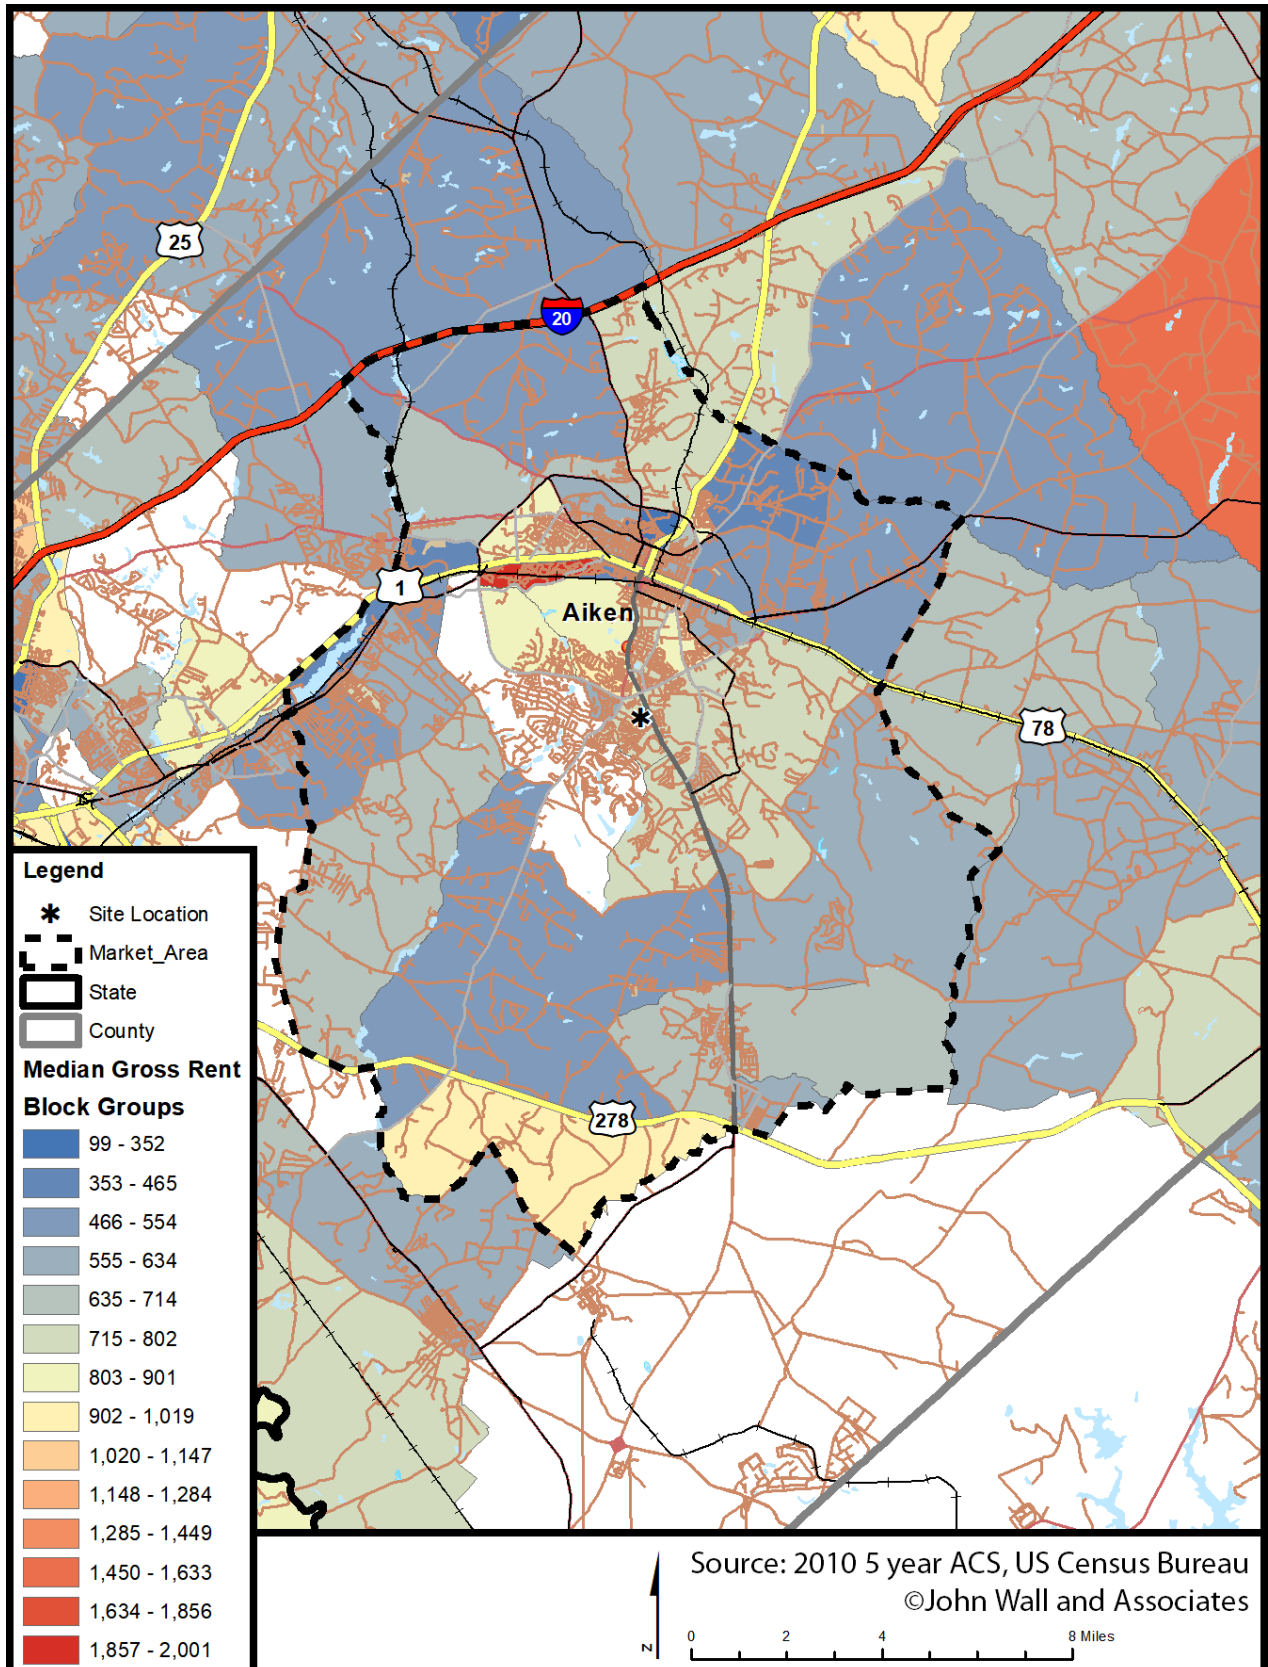 25
20
1
Aiken
78
278
Legend
Site Location
Market_Area
State
County
Median Gross Rent
Block Groups
99 - 352
353 - 465
466 - 554
555 - 634
635 - 714
715 - 802
803 - 901
902 - 1,019
1,020 - 1,147
1,148 - 1,284
1,285 - 1,449
1,450 - 1,633
1,634 - 1,856
1,857 - 2,001
Source: 2010 5 year ACS, US Census Bureau
©John Wall and Associates
N
0 2 4 8 Miles